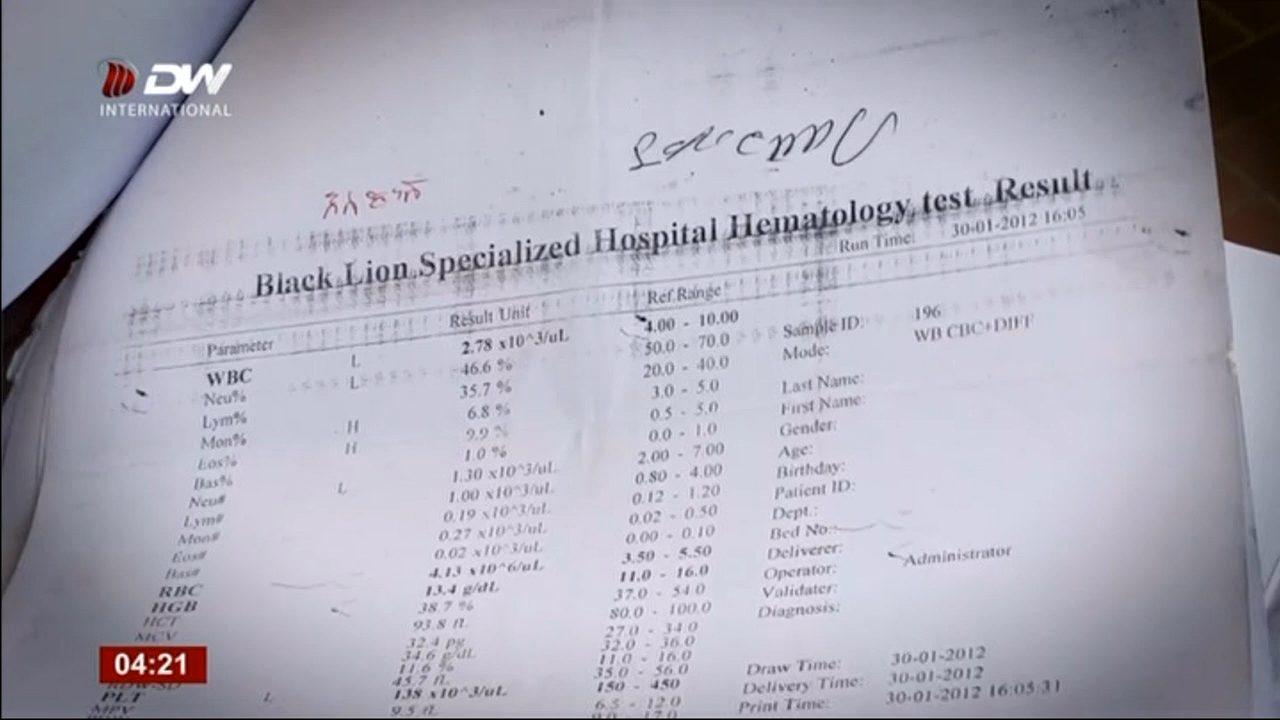 DW
INTERNATIONAL
Black Lion Specialized Hospital Hematology test Result
Run Time: 30-01-2012 16:05
Parameter Result Unit Ref.Range
WBC L 2.78 x10^3/uL 4.00 - 10.00 Sample ID: 196
Neu% L 46.6 % 50.0 - 70.0 Mode: WB CBC+DIFF
Lym% 35.7 % 20.0 - 40.0 Last Name:
Mon% H 6.8 % 3.0 - 5.0 First Name:
Eos% H 9.9 % 0.5 - 5.0 Gender:
Bas% 1.0 % 0.0 - 1.0 Age:
Neu# L 1.30 x10^3/uL 2.00 - 7.00 Birthday:
Lym# 1.00 x10^3/uL 0.80 - 4.00 Patient ID:
Mon# 0.19 x10^3/uL 0.12 - 1.20 Dept.:
Eos# 0.27 x10^3/uL 0.02 - 0.50 Bed No.:
Bas# 0.02 x10^3/uL 0.00 - 0.10 Deliverer:
RBC 4.13 x10^6/uL 3.50 - 5.50 Operator: Administrator
HGB 13.4 g/dL 11.0 - 16.0 Validater:
HCT 38.7 % 37.0 - 54.0 Diagnosis:
MCV 93.8 fL 80.0 - 100.0
32.4 pg 27.0 - 34.0
34.6 g/dL 32.0 - 36.0
11.6 % 11.0 - 16.0
RDW-SD 45.7 fL 35.0 - 56.0 Draw Time: 30-01-2012
PLT L 138 x10^3/uL 150 - 450 Delivery Time: 30-01-2012
MPV 9.5 fL 6.5 - 12.0 Print Time: 30-01-2012 16:05:31
04:21